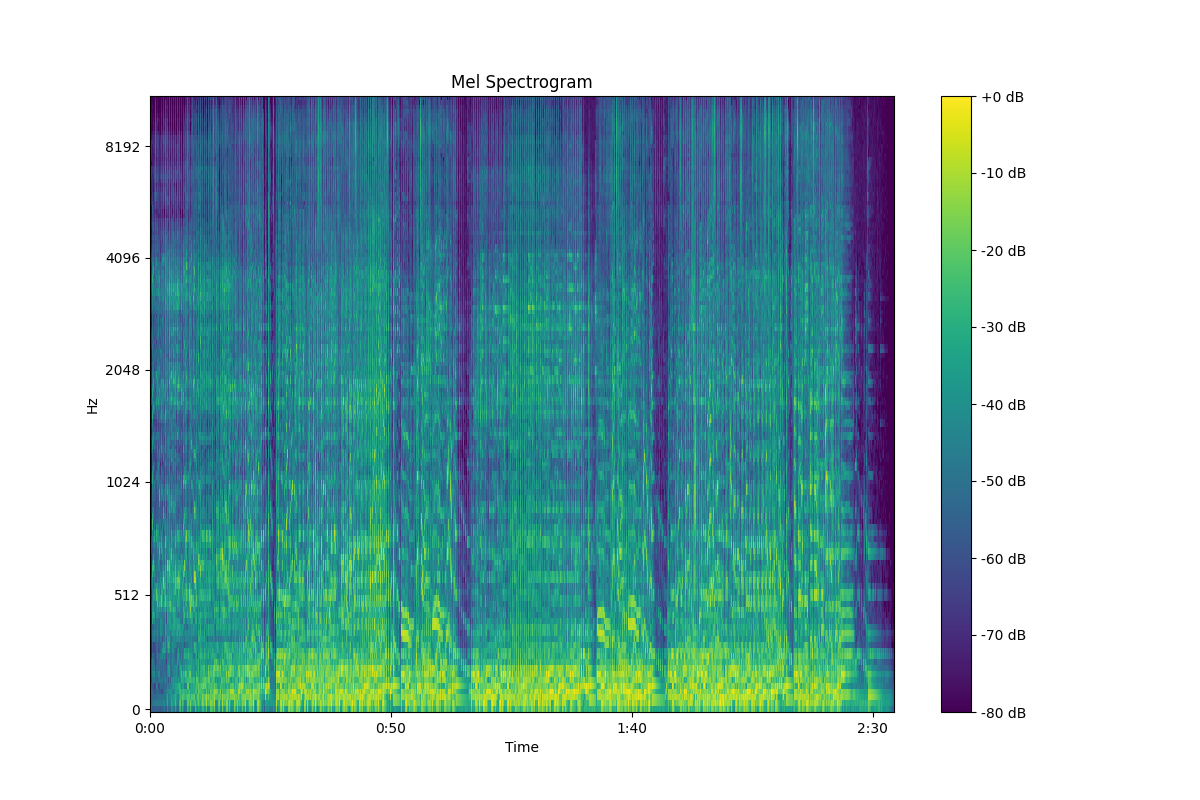 Mel Spectrogram
+0 dB
8192
-10 dB
-20 dB
4096
-30 dB
2048
Hz
-40 dB
1024
-50 dB
-60 dB
512
-70 dB
0
-80 dB
0:00
0:50
1:40
2:30
Time